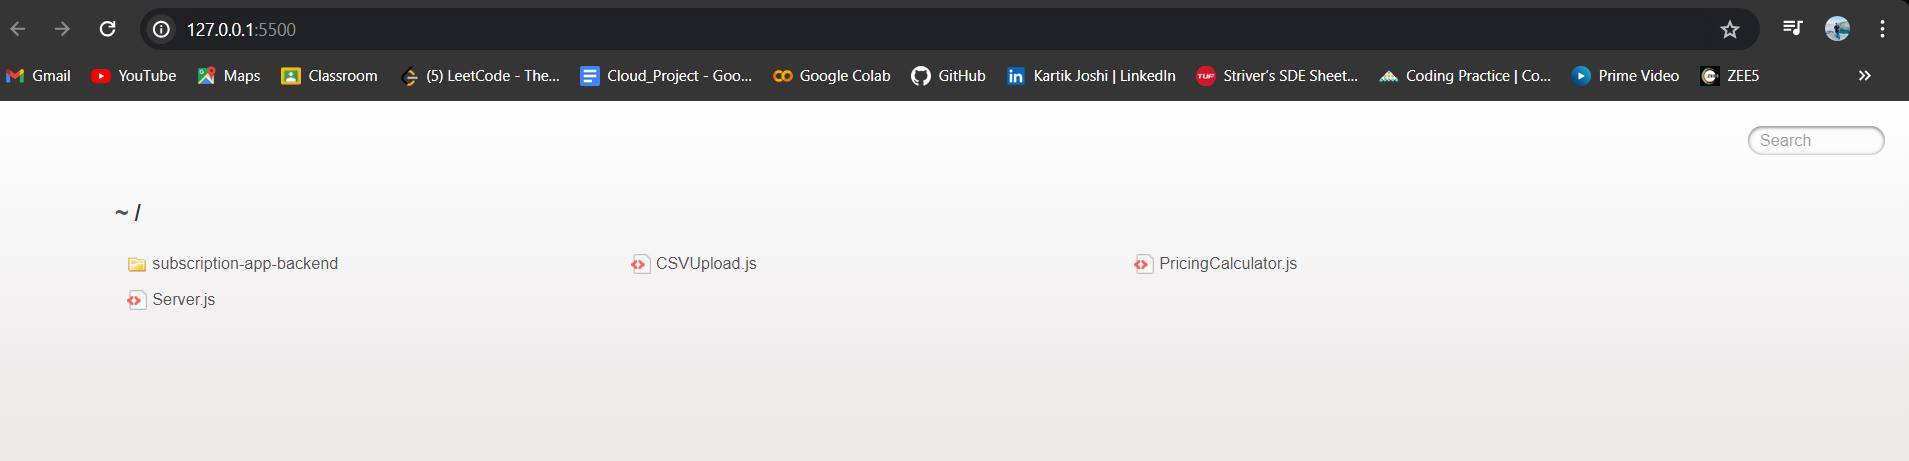 127.0.0.1:5500
Gmail YouTube Maps Classroom (5) LeetCode - The... Cloud_Project - Goo... Google Colab GitHub Kartik Joshi | LinkedIn TUF Striver's SDE Sheet... Coding Practice | Co... Prime Video ZEE5 »
Search
~ /
subscription-app-backend CSVUpload.js PricingCalculator.js
Server.js